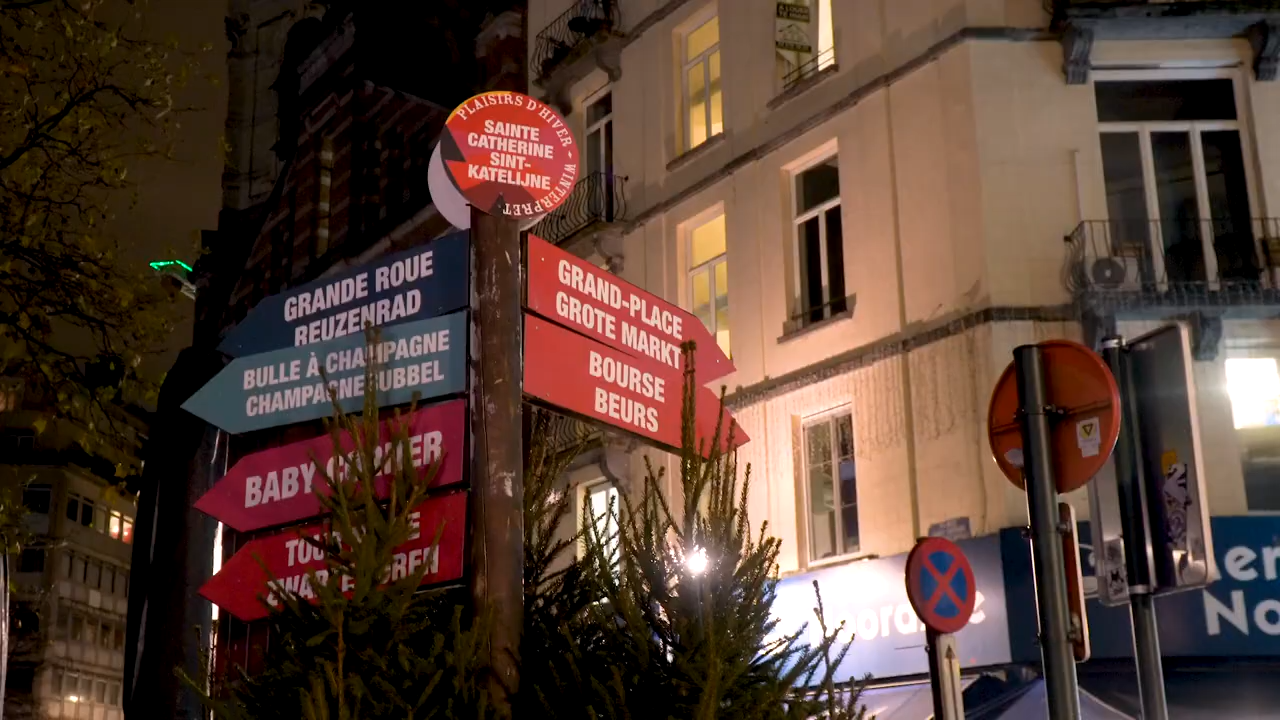 PLAISIRS D'HIVER - WINTERPRET
SAINTE
CATHERINE
SINT-
KATELIJNE
GRANDE ROUE
REUZENRAD
BULLE À CHAMPAGNE
CHAMPAGNEBUBBEL
BABY
GRAND-PLACE
GROTE MARKT
BOURSE
BEURS
No